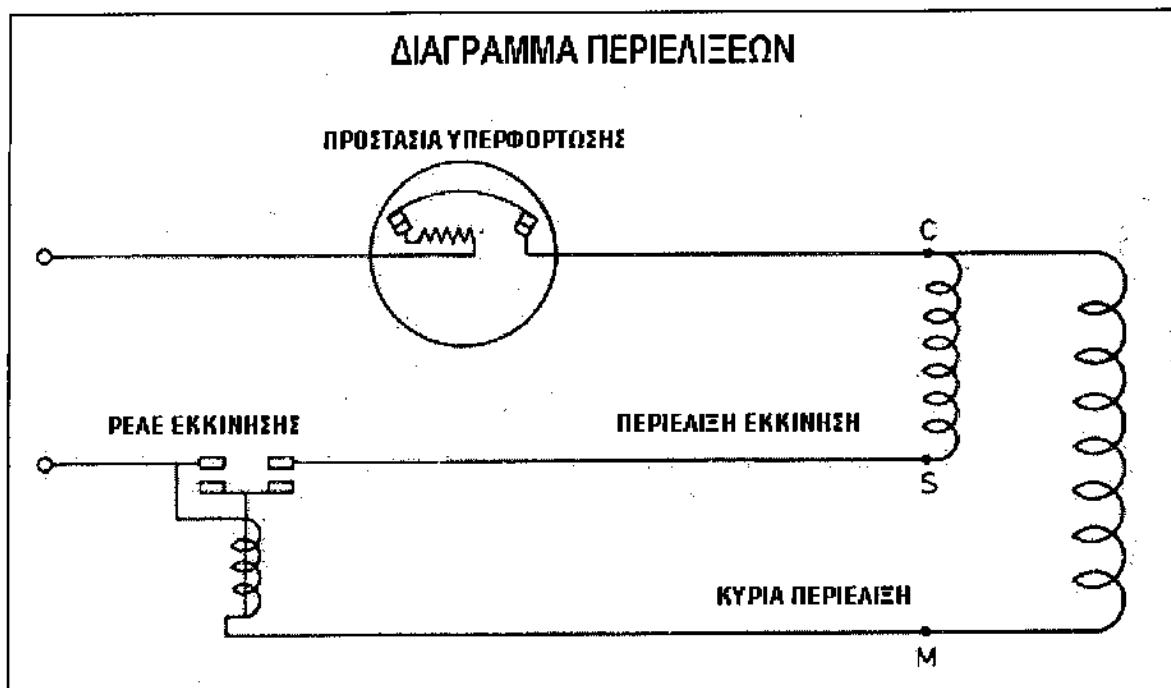 ΔΙΑΓΡΑΜΜΑ ΠΕΡΙΕΛΙΞΕΩΝ
ΠΡΟΣΤΑΣΙΑ ΥΠΕΡΦΟΡΤΩΣΗΣ
C
ΡΕΛΕ ΕΚΚΙΝΗΣΗΣ
ΠΕΡΙΕΛΙΞΗ ΕΚΚΙΝΗΣΗ
S
ΚΥΡΙΑ ΠΕΡΙΕΛΙΞΗ
M